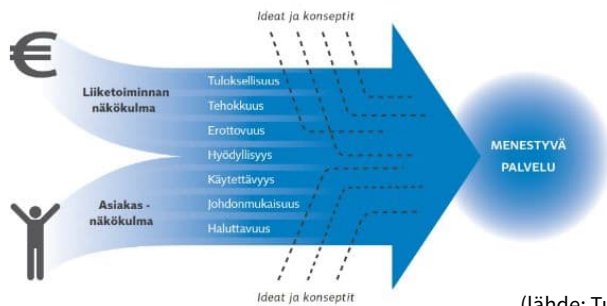 Ideat ja konseptit
€
Liiketoiminnan
näkökulma
Tuloksellisuus
Tehokkuus
Erottovuus
Hyödyllisyys
Käytettävyys
Johdonmukaisuus
Haluttavuus
Asiakas -
näkökulma
MENESTYVÄ
PALVELU
Ideat ja konseptit
(lähde: Tu